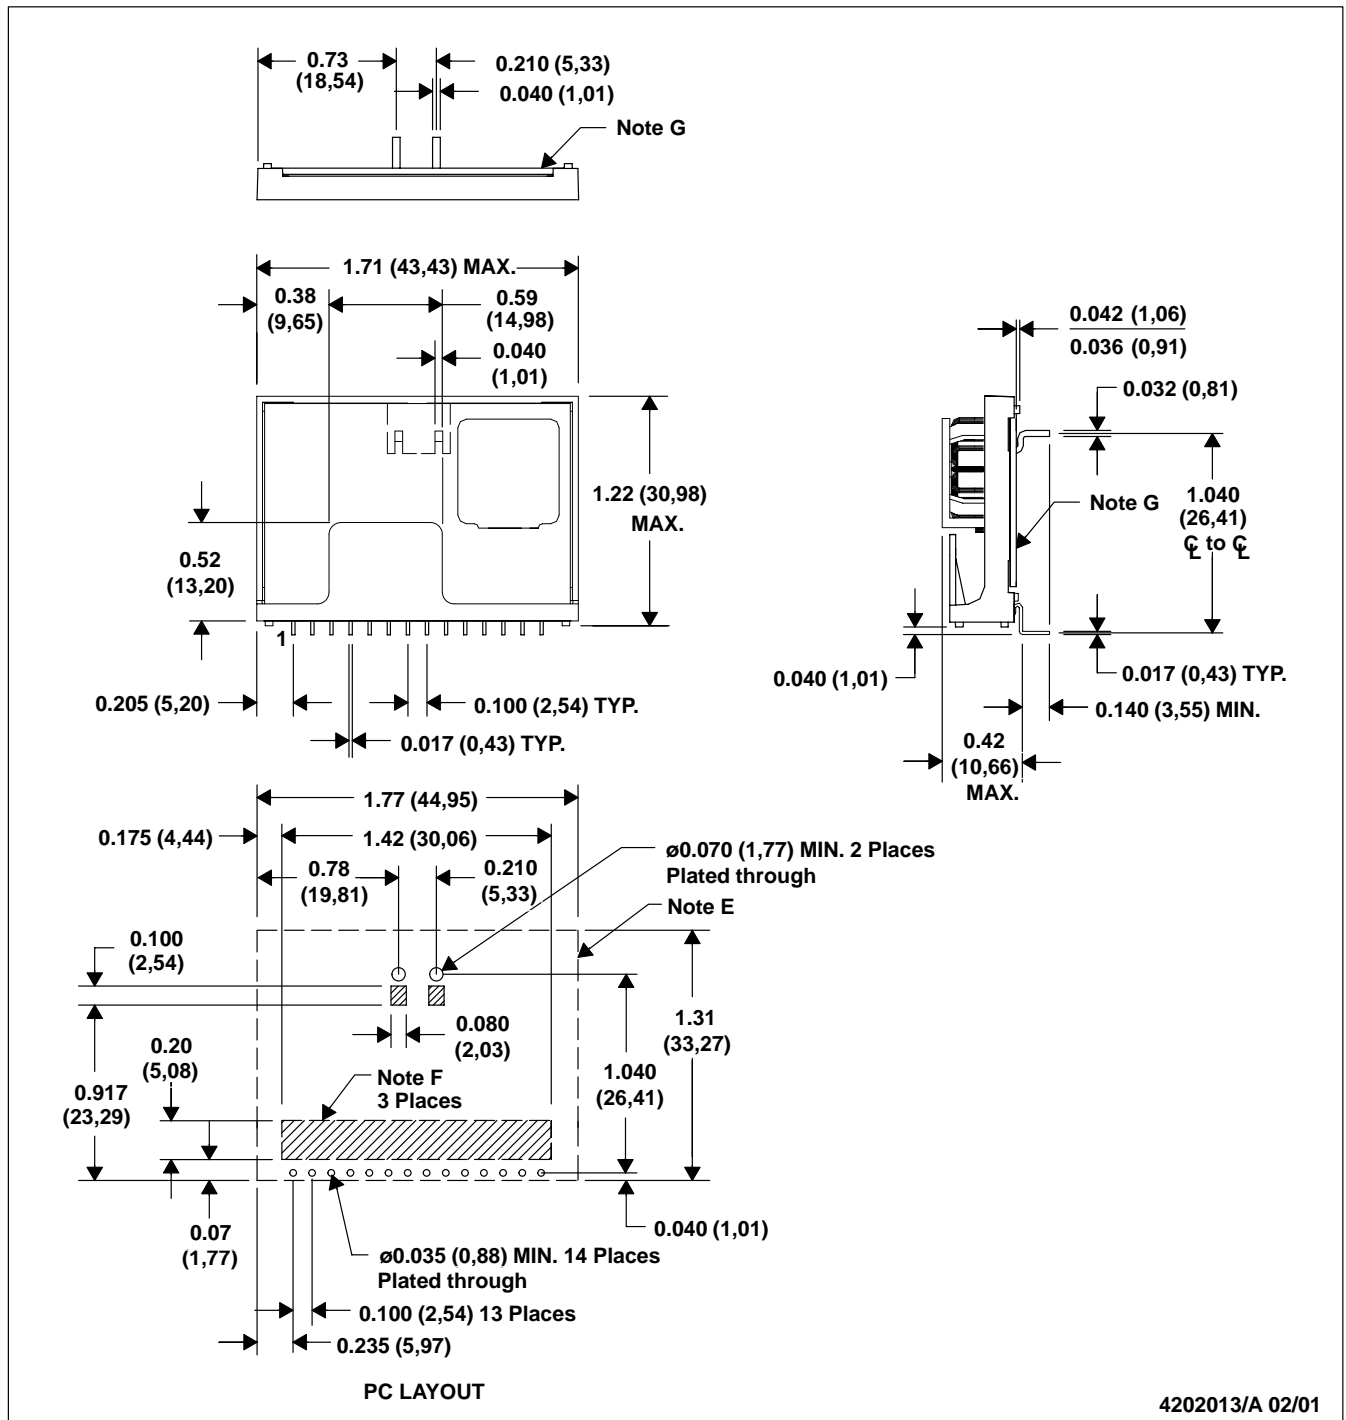 0.73
(18,54)
0.210 (5,33)
0.040 (1,01)
Note G
1.71 (43,43) MAX.
0.38
(9,65)
0.59
(14,98)
0.040
(1,01)
1.22 (30,98)
MAX.
0.52
(13,20)
1
0.205 (5,20)
0.100 (2,54) TYP.
0.017 (0,43) TYP.
0.042 (1,06)
0.036 (0,91)
0.032 (0,81)
Note G
1.040
(26,41)
℄ to ℄
0.040 (1,01)
0.017 (0,43) TYP.
0.140 (3,55) MIN.
0.42
(10,66)
MAX.
1.77 (44,95)
0.175 (4,44)
1.42 (30,06)
0.78
(19,81)
0.210
(5,33)
ø0.070 (1,77) MIN. 2 Places
Plated through
Note E
0.100
(2,54)
0.080
(2,03)
1.31
(33,27)
0.20
(5,08)
0.917
(23,29)
Note F
3 Places
1.040
(26,41)
0.07
(1,77)
0.040 (1,01)
ø0.035 (0,88) MIN. 14 Places
Plated through
0.100 (2,54) 13 Places
0.235 (5,97)
PC LAYOUT
4202013/A 02/01